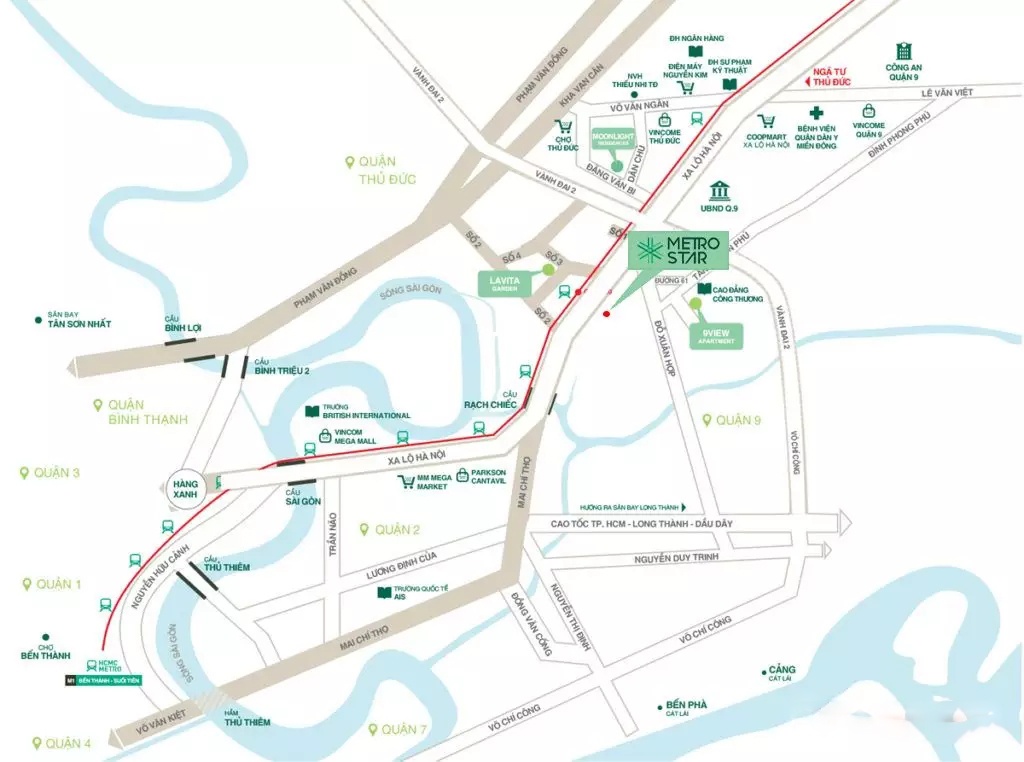 ĐH NGÂN HÀNG
ĐIỆN MÁY
NGUYỄN KIM
ĐH SƯ PHẠM
KỸ THUẬT
NVH
THIẾU NHI TĐ
CÔNG AN
QUẬN 9
NGÃ TƯ
THỦ ĐỨC
LÊ VĂN VIỆT
VÕ VĂN NGÂN
VÀNH ĐAI 2
PHẠM VĂN ĐỒNG
KHA VẠN CÂN
CHỢ
THỦ ĐỨC
MOONLIGHT
RESIDENCES
VINCOME
THỦ ĐỨC
COOPMART
XA LỘ HÀ NỘI
BỆNH VIỆN
QUÂN DÂN Y
MIỀN ĐÔNG
VINCOME
QUẬN 9
ĐÌNH PHONG PHÚ
DÂN CHỦ
ĐẶNG VĂN BI
XA LỘ HÀ NỘI
QUẬN
THỦ ĐỨC
VÀNH ĐAI 2
UBND Q.9
SỐ 2
SỐ 4
SỐ 3
METRO
STAR
LAVITA
GARDEN
SỐ 2
ĐƯỜNG 61
CAO ĐẲNG
CÔNG THƯƠNG
9VIEW
APARTMENT
PHẠM VĂN ĐỒNG
SÔNG SÀI GÒN
SÂN BAY
TÂN SƠN NHẤT
CẦU
BÌNH LỢI
CẦU
BÌNH TRIỆU 2
ĐỖ XUÂN HỢP
VÀNH ĐAI 2
QUẬN
BÌNH THẠNH
TRƯỜNG
BRITISH INTERNATIONAL
CẦU
RẠCH CHIẾC
QUẬN 9
VINCOM
MEGA MALL
XA LỘ HÀ NỘI
VÕ CHÍ CÔNG
QUẬN 3
HÀNG
XANH
CẦU
SÀI GÒN
MM MEGA
MARKET
PARKSON
CANTAVIL
MAI CHÍ THỌ
HƯỚNG RA SÂN BAY LONG THÀNH
CAO TỐC TP. HCM - LONG THÀNH - DẦU DÂY
TRẦN NÃO
QUẬN 2
NGUYỄN DUY TRINH
LƯƠNG ĐỊNH CỦA
NGUYỄN HỮU CẢNH
CẦU
THỦ THIÊM
QUẬN 1
TRƯỜNG QUỐC TẾ
AIS
ĐỒNG VĂN CỐNG
NGUYỄN THỊ ĐỊNH
VÕ CHÍ CÔNG
MAI CHÍ THỌ
CHỢ
BẾN THÀNH
HCMC
METRO
M1 BẾN THÀNH - SUỐI TIÊN
SÔNG SÀI GÒN
CẢNG
CÁT LÁI
BẾN PHÀ
CÁT LÁI
VÕ CHÍ CÔNG
VÕ VĂN KIỆT
HẦM
THỦ THIÊM
QUẬN 7
QUẬN 4